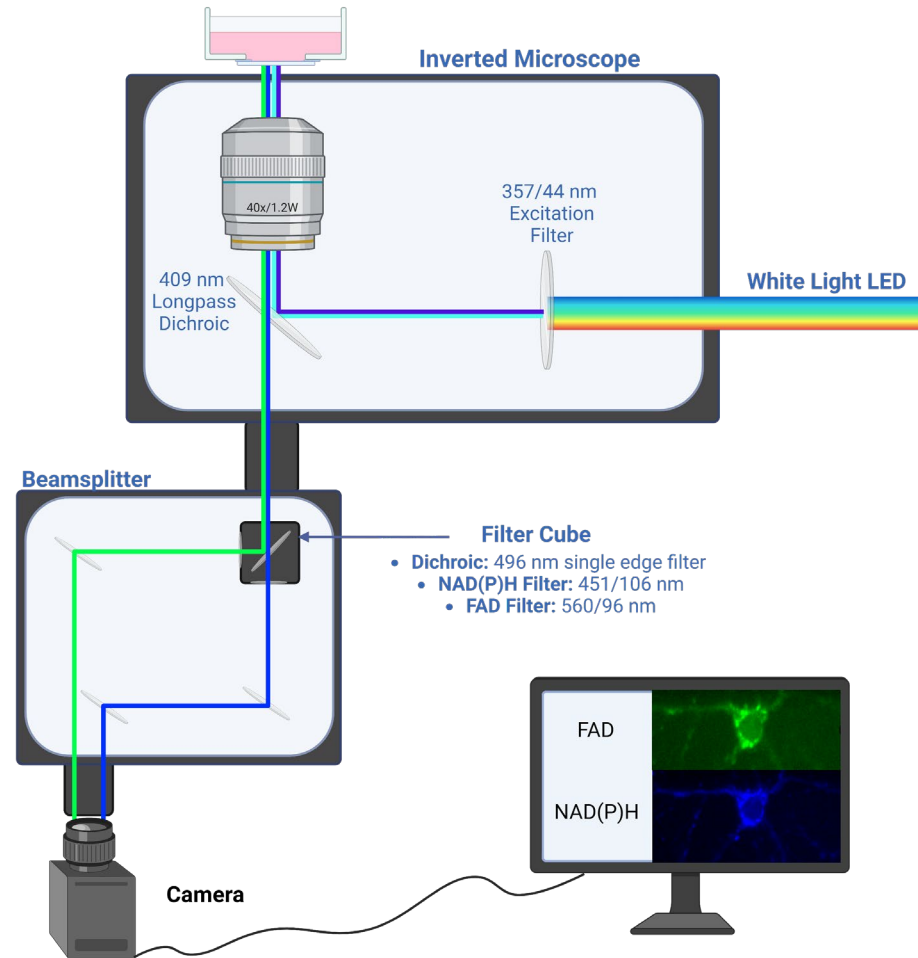 Inverted Microscope
40x/1.2W
357/44 nm
Excitation
Filter
409 nm
Longpass
Dichroic
White Light LED
Beamsplitter
Filter Cube
• Dichroic: 496 nm single edge filter
• NAD(P)H Filter: 451/106 nm
• FAD Filter: 560/96 nm
FAD
NAD(P)H
Camera